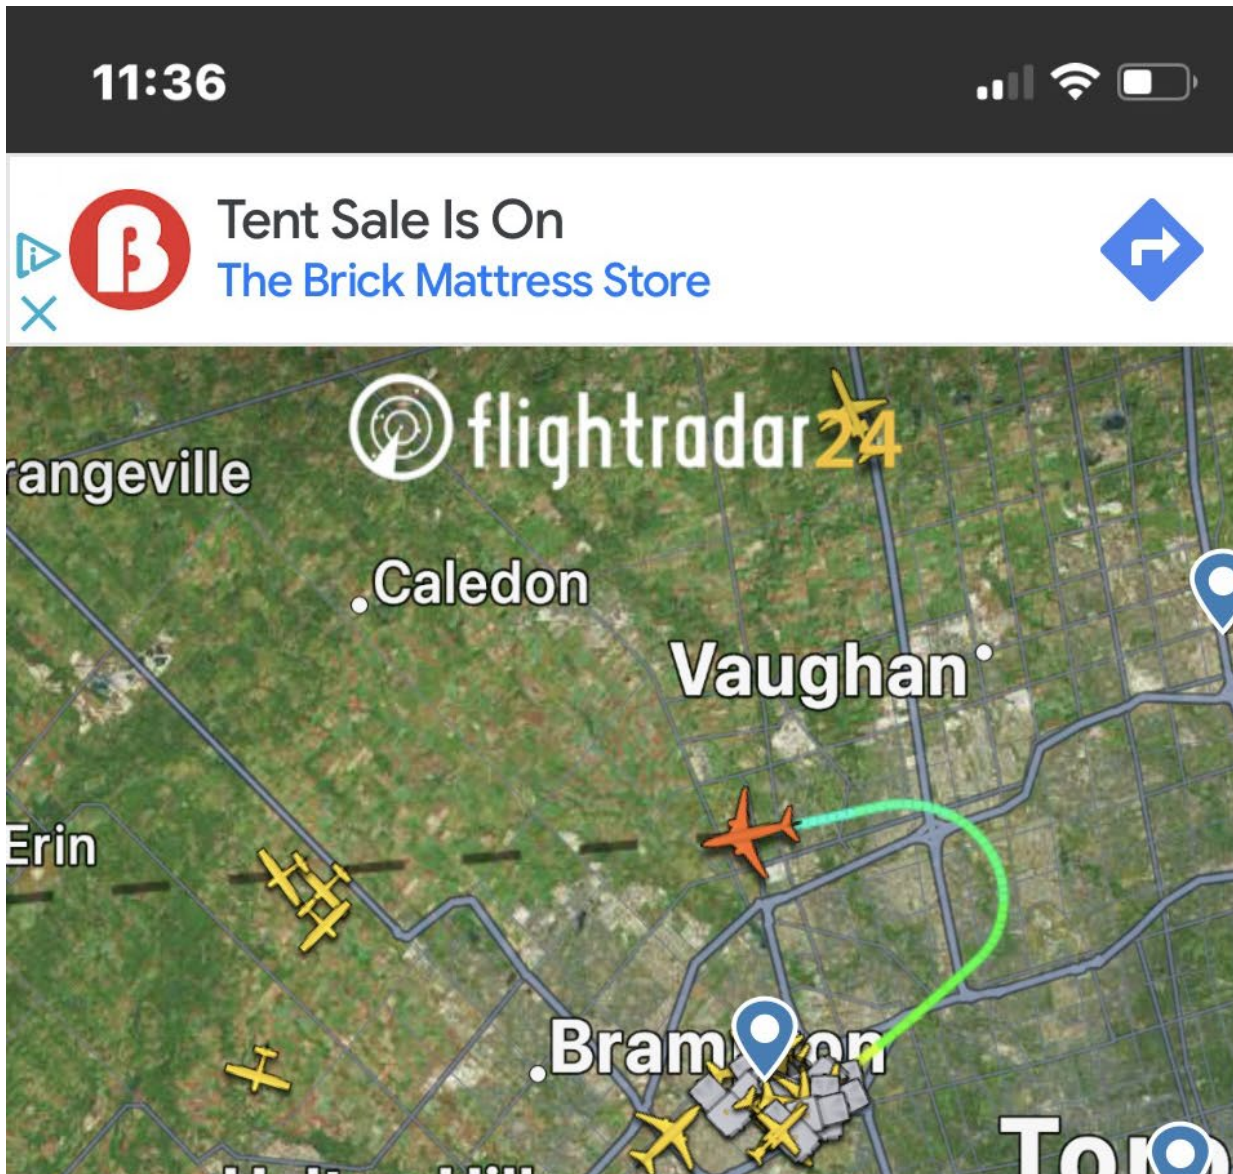 11:36
Tent Sale Is On
The Brick Mattress Store
flightradar24
rangeville
Caledon
Vaughan
Erin